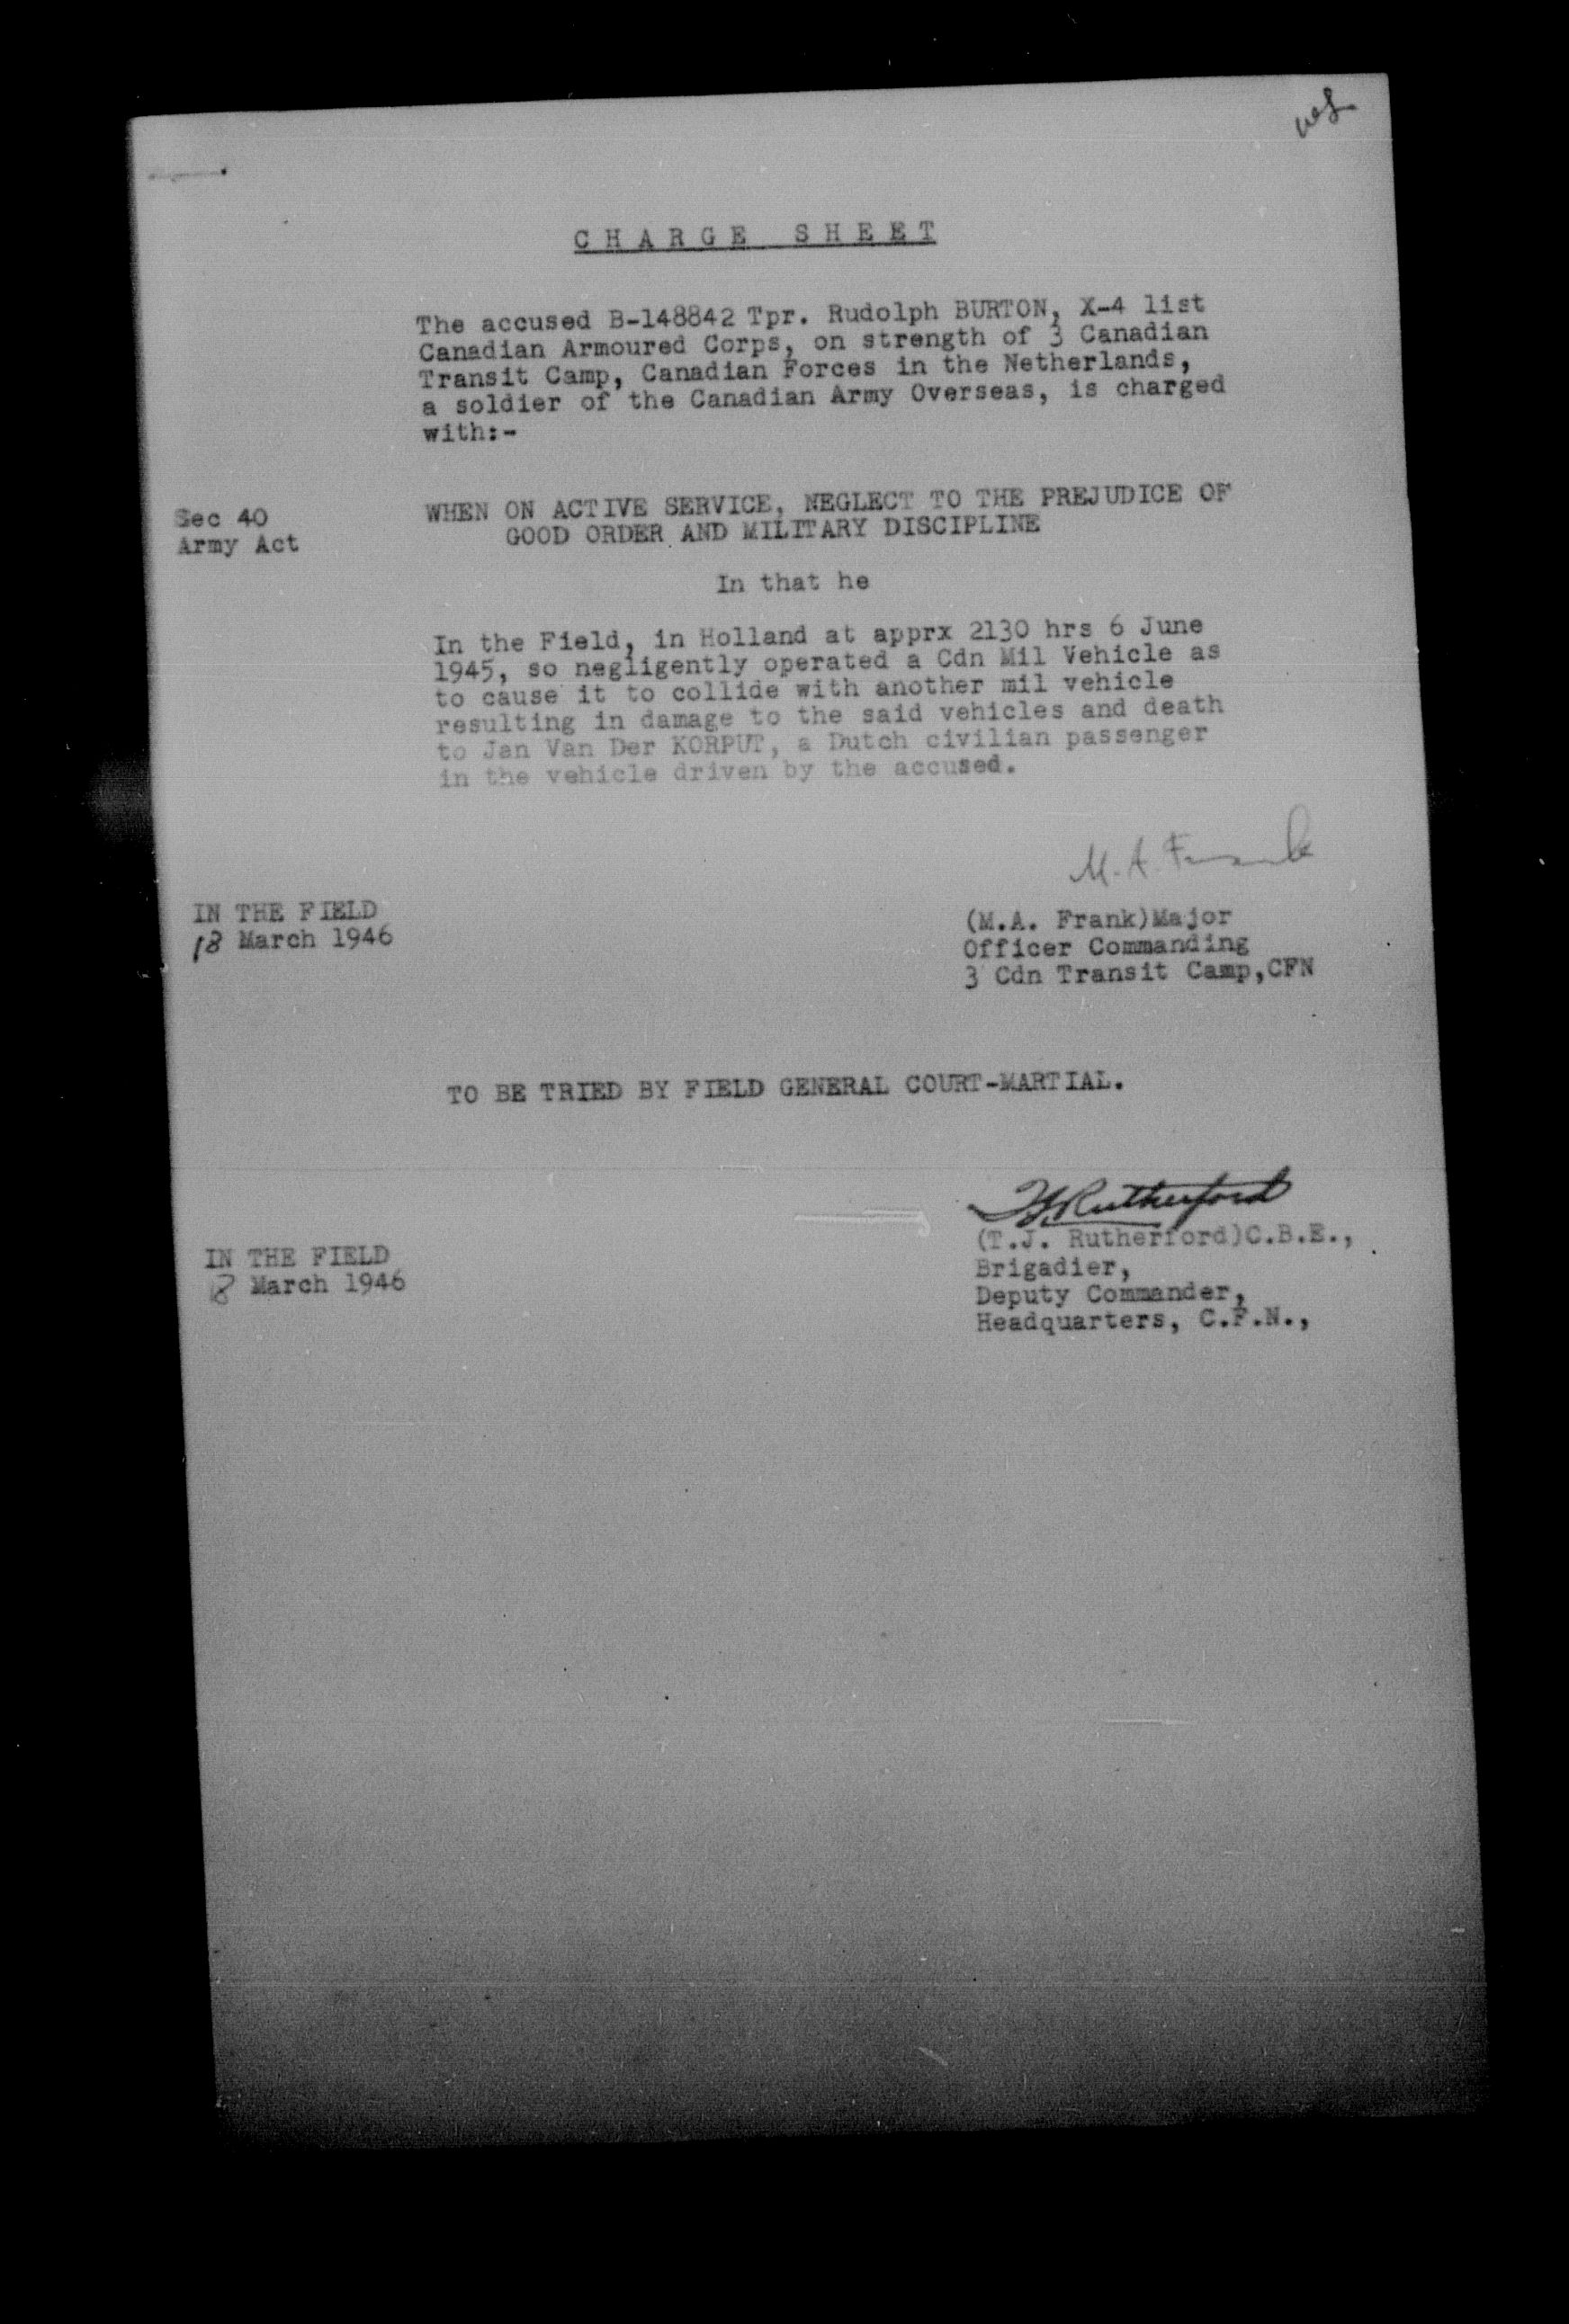 CHARGE SHEET
The accused B-148842 Tpr. Rudolph BURTON, X-4 list
Canadian Armoured Corps, on strength of 3 Canadian
Transit Camp, Canadian Forces in the Netherlands,
a soldier of the Canadian Army Overseas, is charged
with:-
Sec 40
Army Act
WHEN ON ACTIVE SERVICE, NEGLECT TO THE PREJUDICE OF
GOOD ORDER AND MILITARY DISCIPLINE
In that he
In the Field, in Holland at apprx 2130 hrs 6 June
1945, so negligently operated a Cdn Mil Vehicle as
to cause it to collide with another mil vehicle
resulting in damage to the said vehicles and death
to Jan Van Der KORPUT, a Dutch civilian passenger
in the vehicle driven by the accused.
M. A. Frank
IN THE FIELD
18 March 1946
(M.A. Frank)Major
Officer Commanding
3 Cdn Transit Camp,CFN
TO BE TRIED BY FIELD GENERAL COURT-MARTIAL.
TJRutherford
(T.J. Rutherford)C.B.E.,
Brigadier,
Deputy Commander,
Headquarters, C.F.N.,
IN THE FIELD
18 March 1946